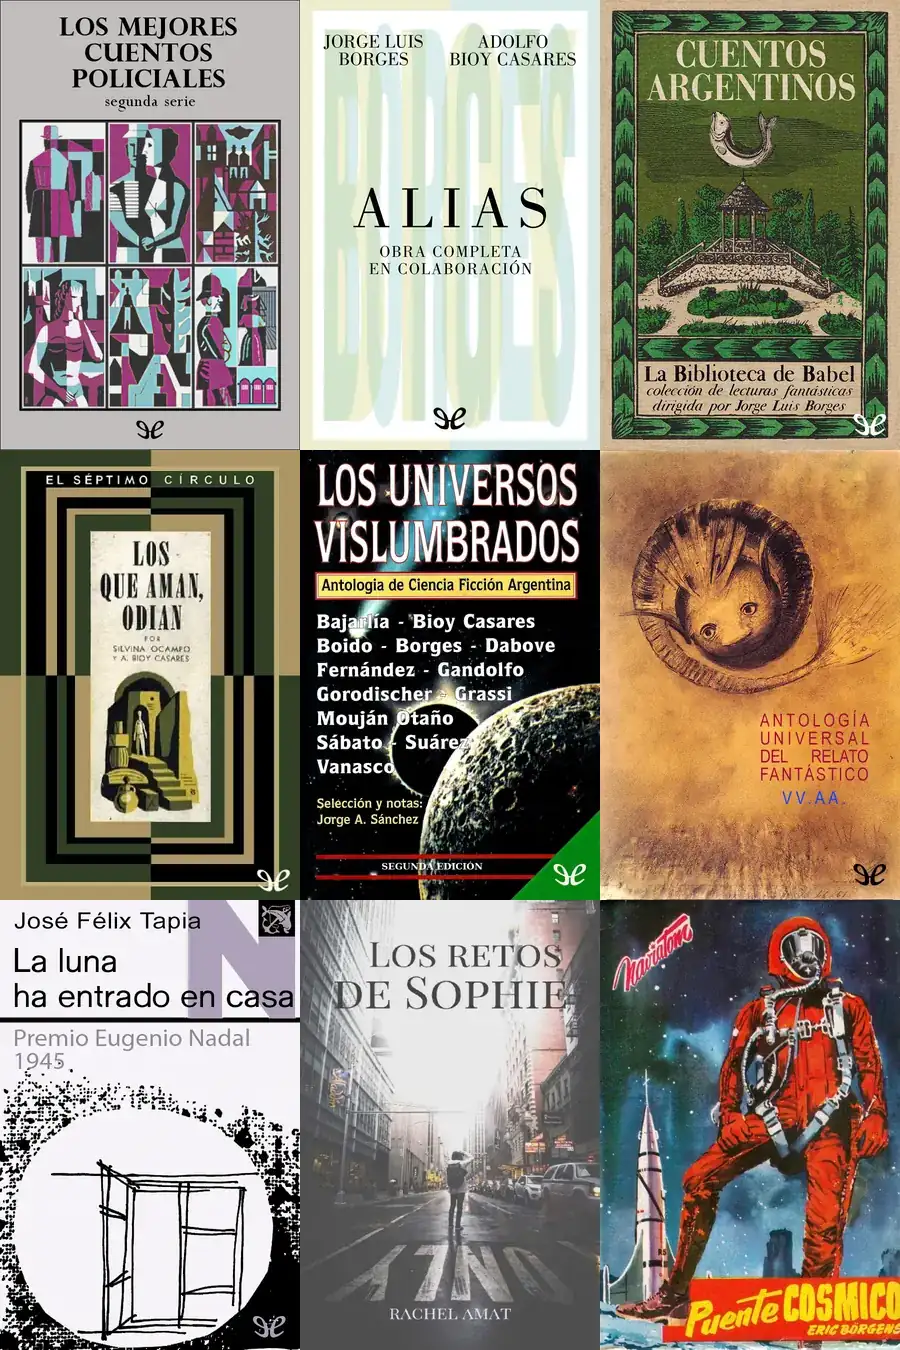 LOS MEJORES
CUENTOS
POLICIALES
segunda serie
JORGE LUIS
BORGES
ADOLFO
BIOY CASARES
BORGES
ALIAS
OBRA COMPLETA
EN COLABORACIÓN
CUENTOS
ARGENTINOS
La Biblioteca de Babel
colección de lecturas fantásticas
dirigida por Jorge Luis Borges
EL SÉPTIMO CÍRCULO
LOS
QUE AMAN,
ODIAN
POR
SILVINA OCAMPO
Y A. BIOY CASARES
LOS UNIVERSOS
VISLUMBRADOS
Antología de Ciencia Ficción Argentina
Bajarlía - Bioy Casares
Boido - Borges - Dabove
Fernández - Gandolfo
Gorodischer - Grassi
Mouján Otaño
Sábato - Suárez
Vanasco
Selección y notas:
Jorge A. Sánchez
SEGUNDA EDICIÓN
ANTOLOGÍA
UNIVERSAL
DEL RELATO
FANTÁSTICO
VV.AA.
José Félix Tapia
N
La luna
ha entrado en casa
Premio Eugenio Nadal
1945
LOS RETOS
DE SOPHIE
RACHEL AMAT
Naviatom
Puente COSMICO
ERIC BÖRGENS